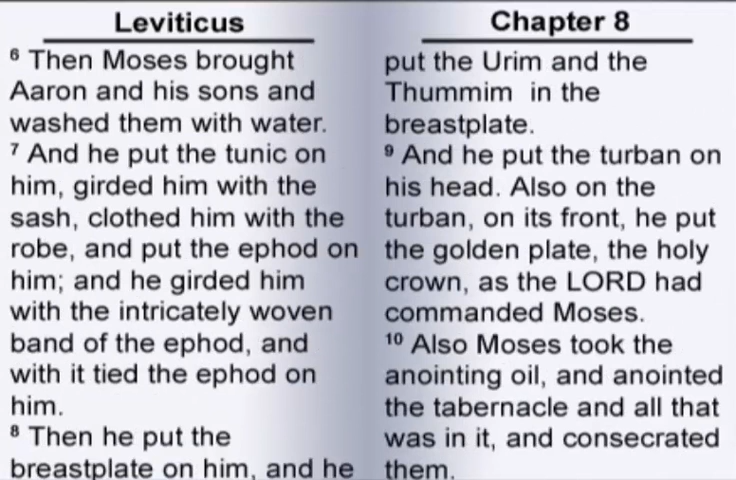 Leviticus
⁶ Then Moses brought
Aaron and his sons and
washed them with water.
⁷ And he put the tunic on
him, girded him with the
sash, clothed him with the
robe, and put the ephod on
him; and he girded him
with the intricately woven
band of the ephod, and
with it tied the ephod on
him.
⁸ Then he put the
breastplate on him, and he
Chapter 8
put the Urim and the
Thummim in the
breastplate.
⁹ And he put the turban on
his head. Also on the
turban, on its front, he put
the golden plate, the holy
crown, as the LORD had
commanded Moses.
¹⁰ Also Moses took the
anointing oil, and anointed
the tabernacle and all that
was in it, and consecrated
them.